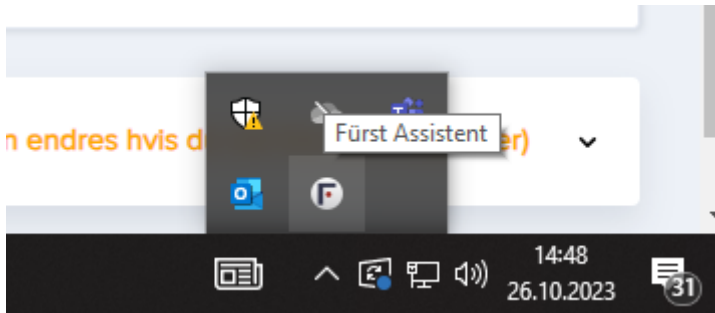 n endres hvis d
er)
Fürst Assistent
14:48
26.10.2023
31